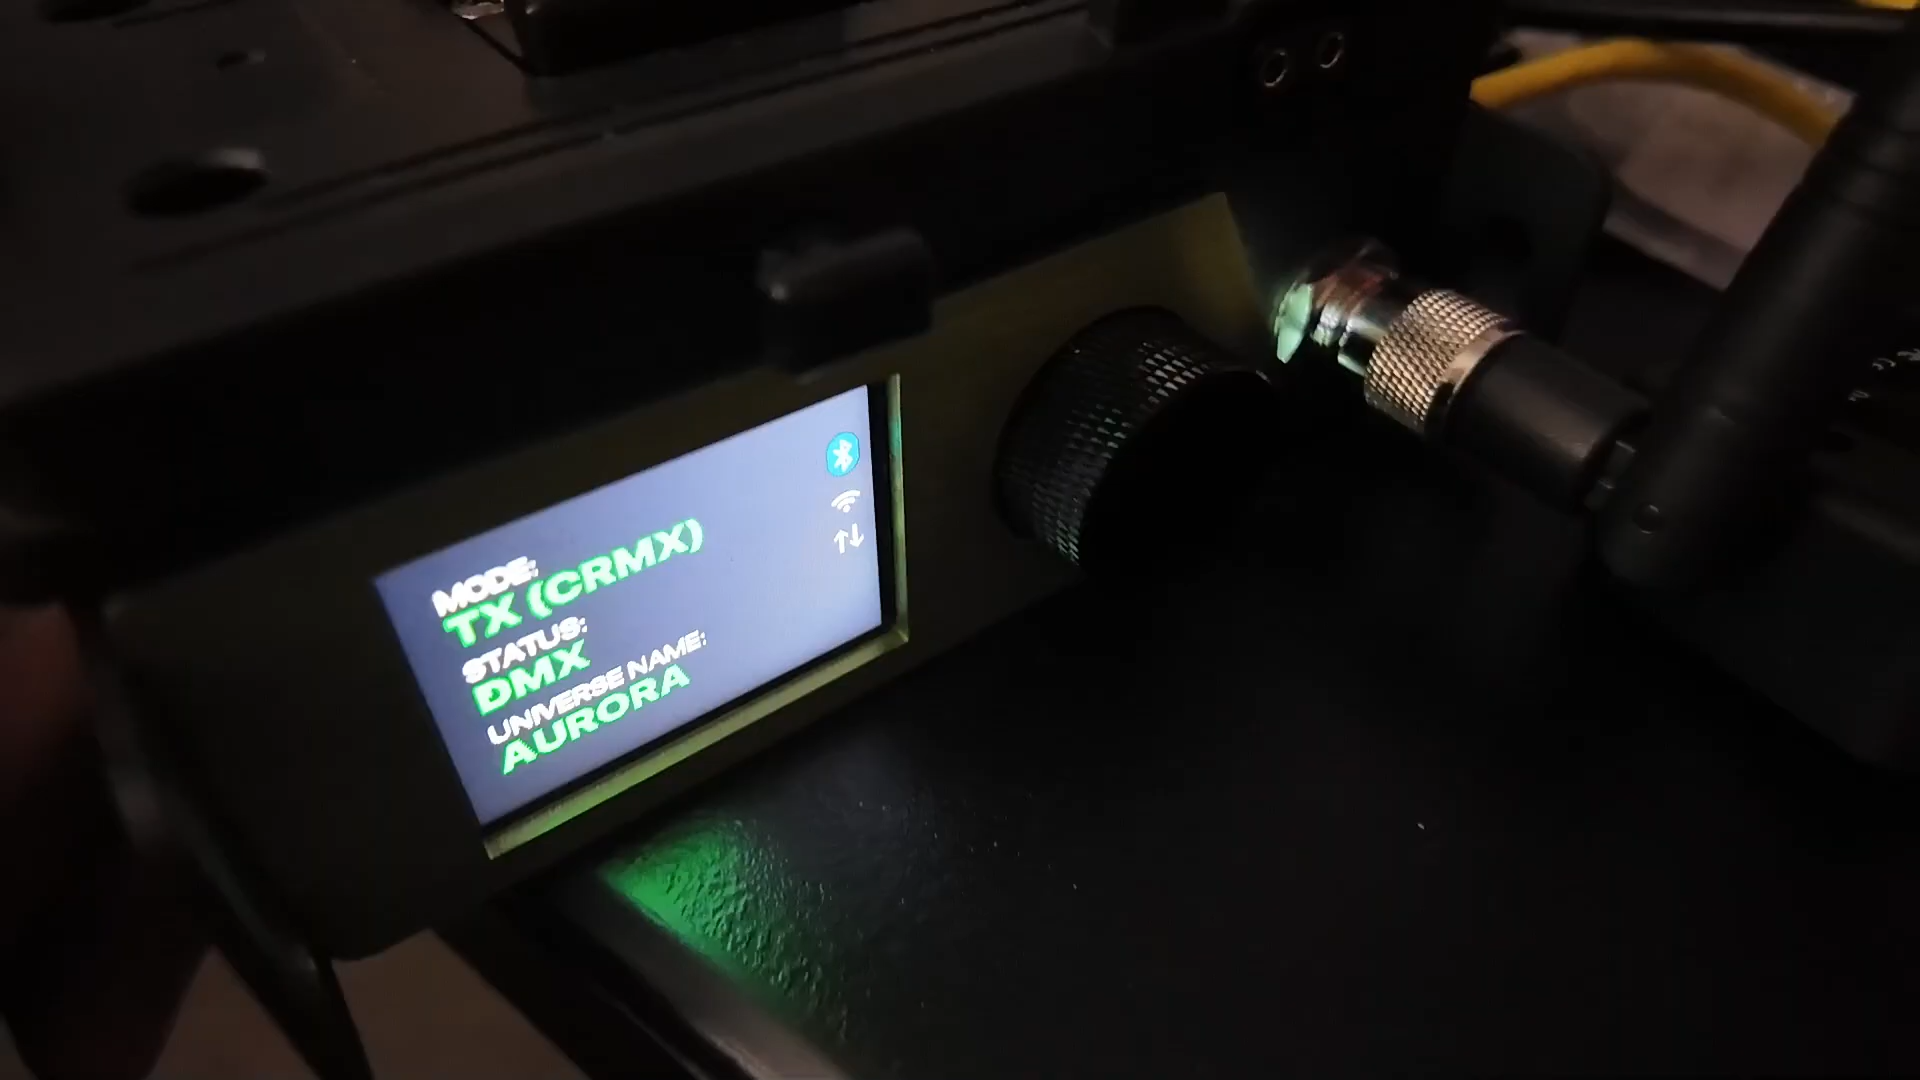 MODE:
TX (CRMX)
STATUS:
DMX
UNIVERSE NAME:
AURORA